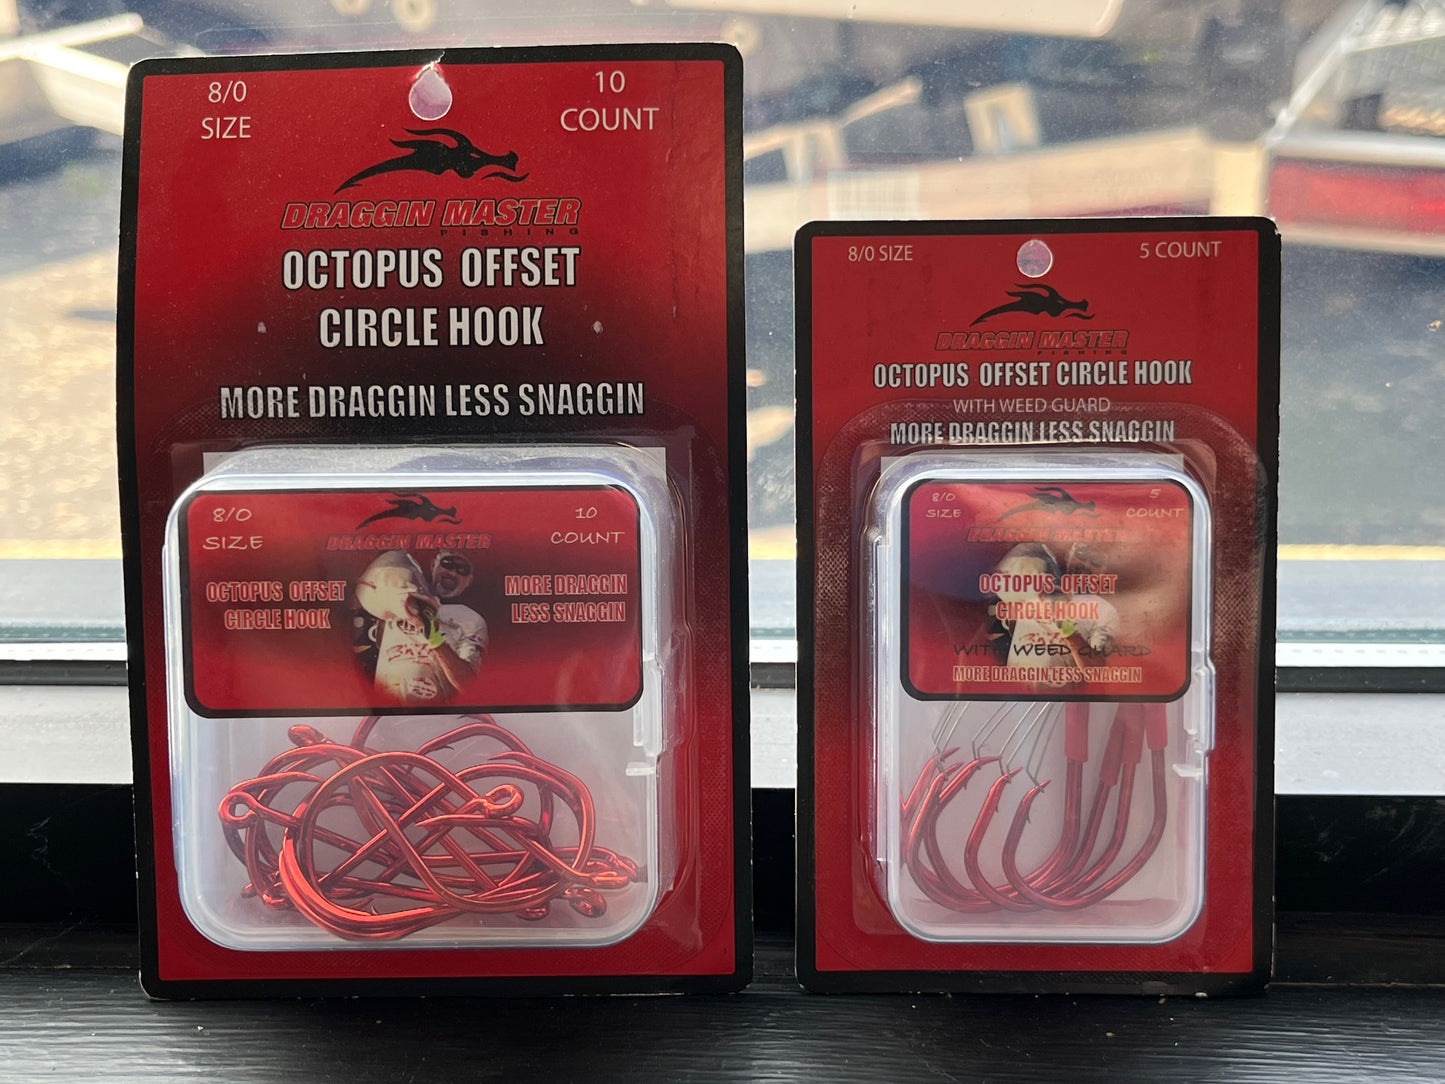 8/0
SIZE
10
COUNT
DRAGGIN MASTER
FISHING
OCTOPUS OFFSET
CIRCLE HOOK
MORE DRAGGIN LESS SNAGGIN
8/0
SIZE
10
COUNT
DRAGGIN MASTER
OCTOPUS OFFSET
CIRCLE HOOK
MORE DRAGGIN
LESS SNAGGIN
8/0 SIZE
5 COUNT
DRAGGIN MASTER
FISHING
OCTOPUS OFFSET CIRCLE HOOK
WITH WEED GUARD
MORE DRAGGIN LESS SNAGGIN
8/0
SIZE
5
COUNT
DRAGGIN MASTER
OCTOPUS OFFSET
CIRCLE HOOK
WITH WEED GUARD
MORE DRAGGIN LESS SNAGGIN